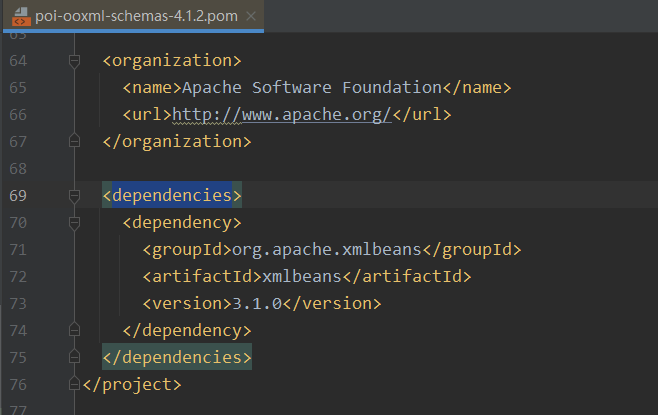 poi-ooxml-schemas-4.1.2.pom
63
64 <organization>
65 <name>Apache Software Foundation</name>
66 <url>http://www.apache.org/</url>
67 </organization>
68
69 <dependencies>
70 <dependency>
71 <groupId>org.apache.xmlbeans</groupId>
72 <artifactId>xmlbeans</artifactId>
73 <version>3.1.0</version>
74 </dependency>
75 </dependencies>
76 </project>
77